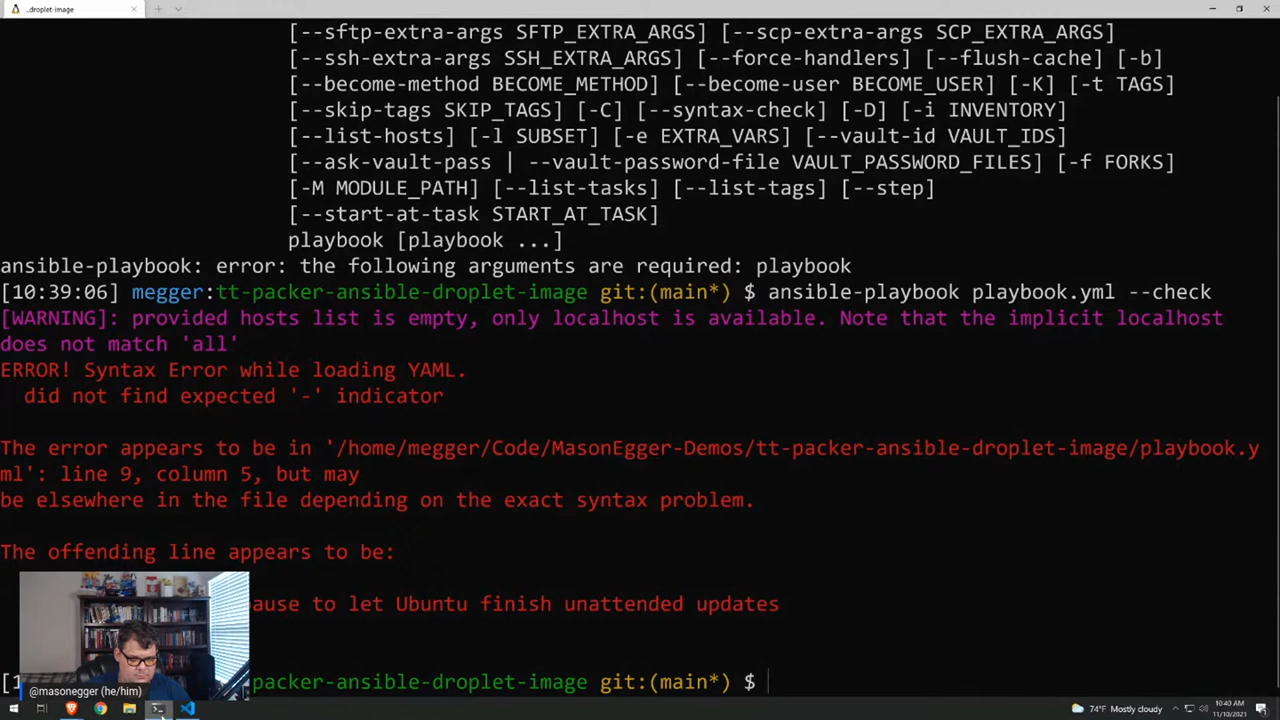 ..droplet-image
[--sftp-extra-args SFTP_EXTRA_ARGS] [--scp-extra-args SCP_EXTRA_ARGS]
[--ssh-extra-args SSH_EXTRA_ARGS] [--force-handlers] [--flush-cache] [-b]
[--become-method BECOME_METHOD] [--become-user BECOME_USER] [-K] [-t TAGS]
[--skip-tags SKIP_TAGS] [-C] [--syntax-check] [-D] [-i INVENTORY]
[--list-hosts] [-l SUBSET] [-e EXTRA_VARS] [--vault-id VAULT_IDS]
[--ask-vault-pass | --vault-password-file VAULT_PASSWORD_FILES] [-f FORKS]
[-M MODULE_PATH] [--list-tasks] [--list-tags] [--step]
[--start-at-task START_AT_TASK]
playbook [playbook ...]
ansible-playbook: error: the following arguments are required: playbook
[10:39:06] megger:tt-packer-ansible-droplet-image git:(main*) $ ansible-playbook playbook.yml --check
[WARNING]: provided hosts list is empty, only localhost is available. Note that the implicit localhost
does not match 'all'
ERROR! Syntax Error while loading YAML.
did not find expected '-' indicator
The error appears to be in '/home/megger/Code/MasonEgger-Demos/tt-packer-ansible-droplet-image/playbook.y
ml': line 9, column 5, but may
be elsewhere in the file depending on the exact syntax problem.
The offending line appears to be:
ause to let Ubuntu finish unattended updates
[1 packer-ansible-droplet-image git:(main*) $
@masonegger (he/him)
74°F Mostly cloudy
10:40 AM
11/10/2021